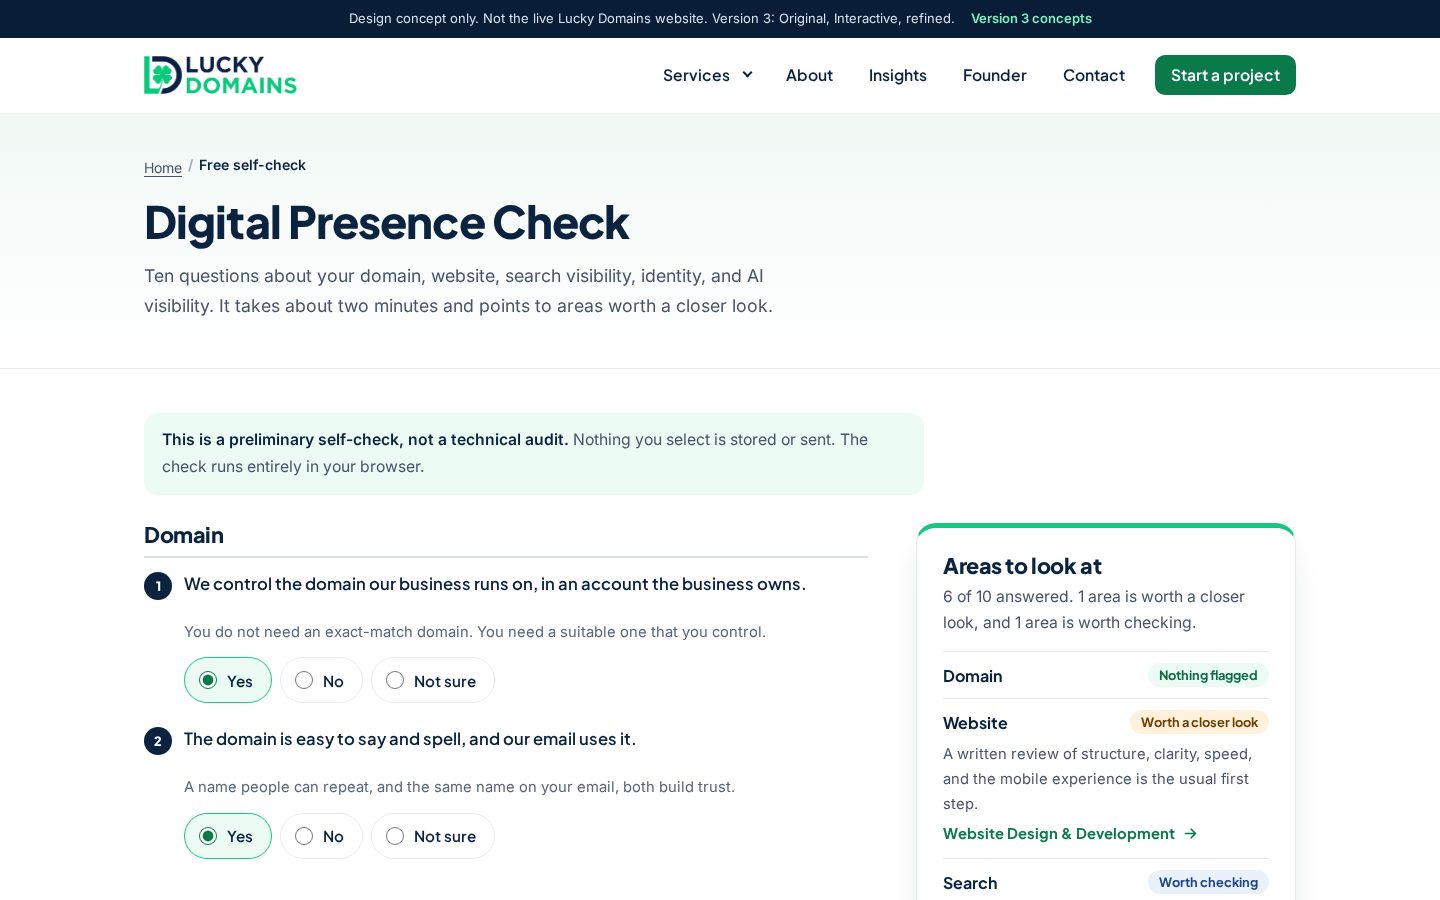 Design concept only. Not the live Lucky Domains website. Version 3: Original, Interactive, refined. Version 3 concepts
LUCKY
DOMAINS
Services About Insights Founder Contact Start a project
Home / Free self-check
Digital Presence Check
Ten questions about your domain, website, search visibility, identity, and AI
visibility. It takes about two minutes and points to areas worth a closer look.
This is a preliminary self-check, not a technical audit. Nothing you select is stored or sent. The
check runs entirely in your browser.
Domain
1 We control the domain our business runs on, in an account the business owns.
You do not need an exact-match domain. You need a suitable one that you control.
Yes No Not sure
2 The domain is easy to say and spell, and our email uses it.
A name people can repeat, and the same name on your email, both build trust.
Yes No Not sure
Areas to look at
6 of 10 answered. 1 area is worth a closer
look, and 1 area is worth checking.
Domain Nothing flagged
Website Worth a closer look
A written review of structure, clarity, speed,
and the mobile experience is the usual first
step.
Website Design & Development →
Search Worth checking